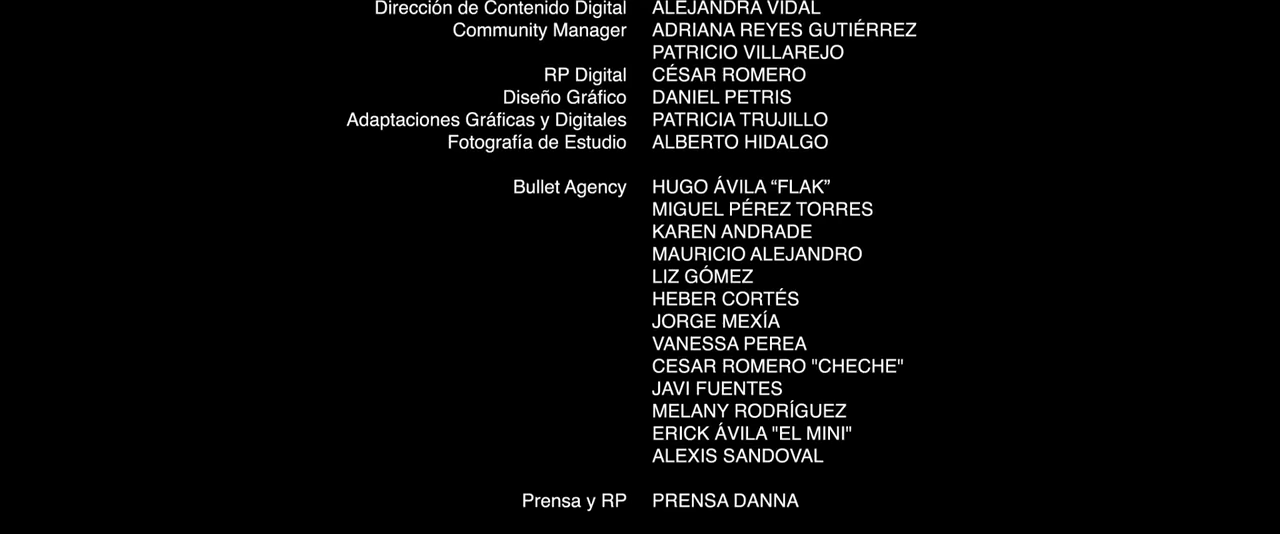 Dirección de Contenido Digital ALEJANDRA VIDAL
Community Manager ADRIANA REYES GUTIÉRREZ
PATRICIO VILLAREJO
RP Digital CÉSAR ROMERO
Diseño Gráfico DANIEL PETRIS
Adaptaciones Gráficas y Digitales PATRICIA TRUJILLO
Fotografía de Estudio ALBERTO HIDALGO
Bullet Agency HUGO ÁVILA “FLAK”
MIGUEL PÉREZ TORRES
KAREN ANDRADE
MAURICIO ALEJANDRO
LIZ GÓMEZ
HEBER CORTÉS
JORGE MEXÍA
VANESSA PEREA
CESAR ROMERO "CHECHE"
JAVI FUENTES
MELANY RODRÍGUEZ
ERICK ÁVILA "EL MINI"
ALEXIS SANDOVAL
Prensa y RP PRENSA DANNA